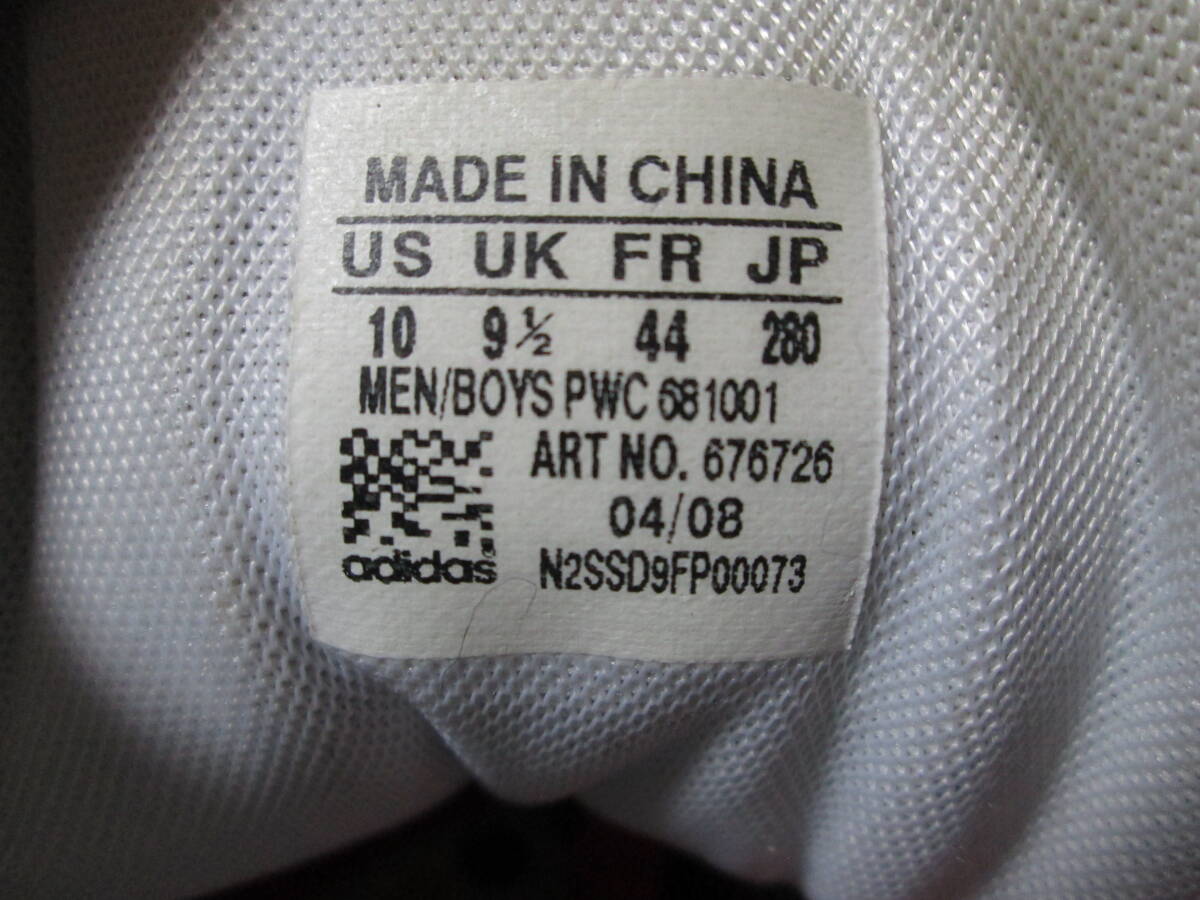 MADE IN CHINA
US UK FR JP
10 9½ 44 280
MEN/BOYS PWC 681001
ART NO. 676726
04/08
adidas® N2SSD9FP00073